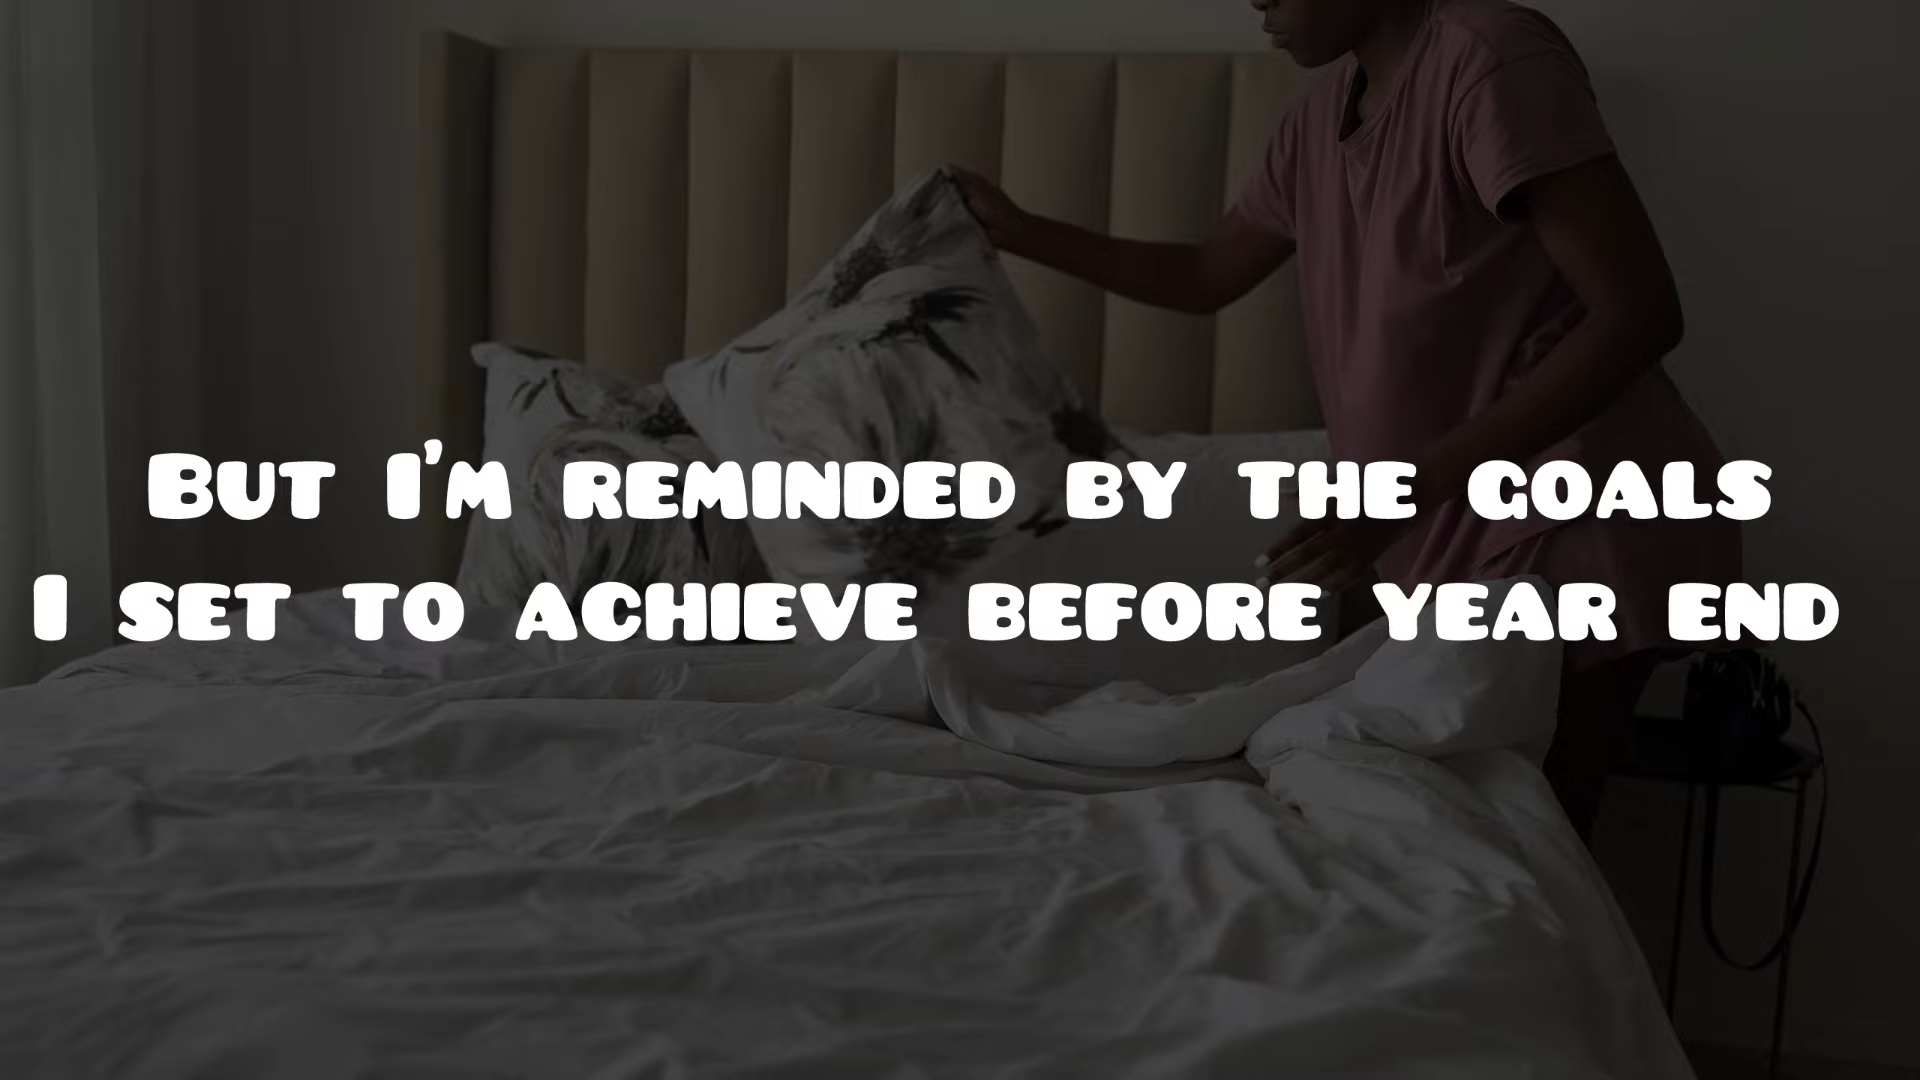 But I'm reminded by the goals
I set to achieve before year end